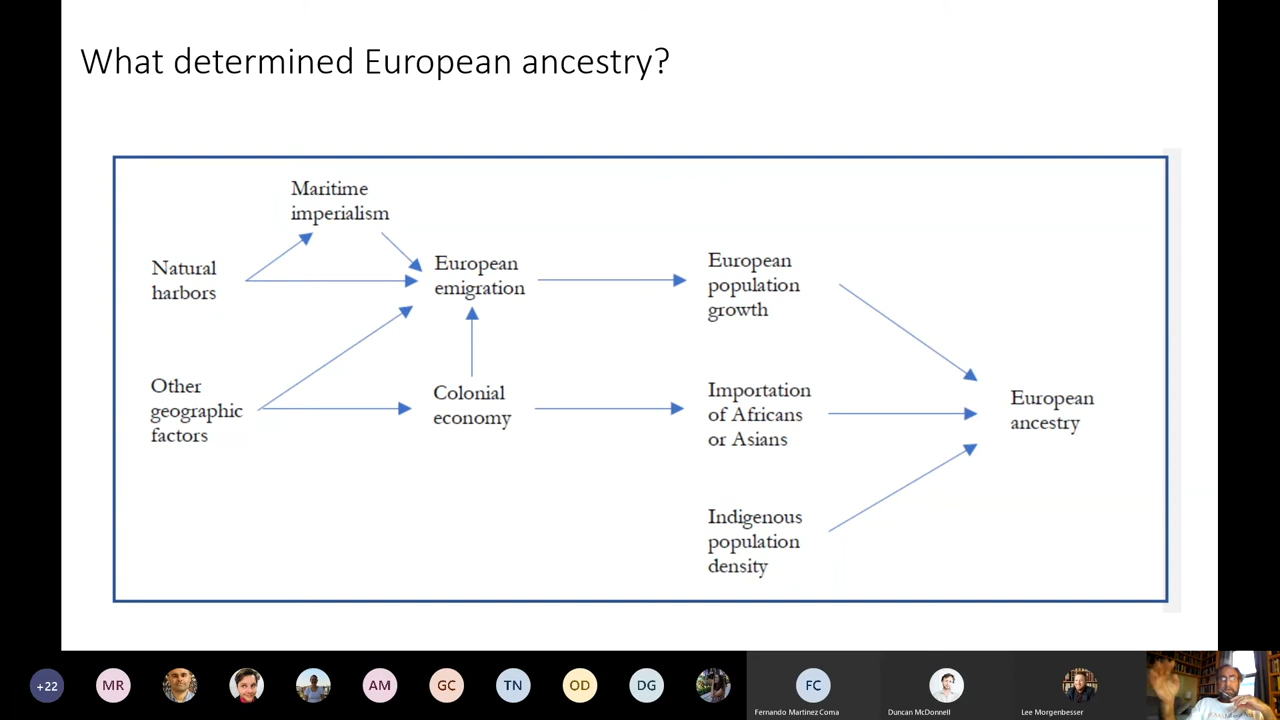 What determined European ancestry?
Maritime
imperialism
Natural
harbors
European
emigration
European
population
growth
Other
geographic
factors
Colonial
economy
Importation
of Africans
or Asians
European
ancestry
Indigenous
population
density
+22
MR
AM
GC
TN
OD
DG
FC
Fernando Martinez Coma
Duncan McDonnell
Lee Morgenbesser